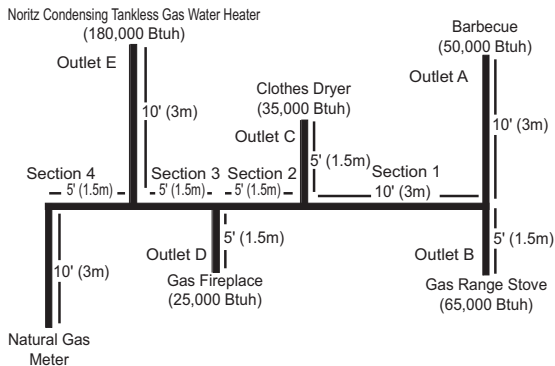 Noritz Condensing Tankless Gas Water Heater
(180,000 Btuh)
Outlet E
10' (3m)
Barbecue
(50,000 Btuh)
Outlet A
10' (3m)
Clothes Dryer
(35,000 Btuh)
Outlet C
5' (1.5m)
Section 4
5' (1.5m)
Section 3
5' (1.5m)
Section 2
5' (1.5m)
Section 1
10' (3m)
10' (3m)
Natural Gas
Meter
Outlet D
5' (1.5m)
Gas Fireplace
(25,000 Btuh)
Outlet B
5' (1.5m)
Gas Range Stove
(65,000 Btuh)